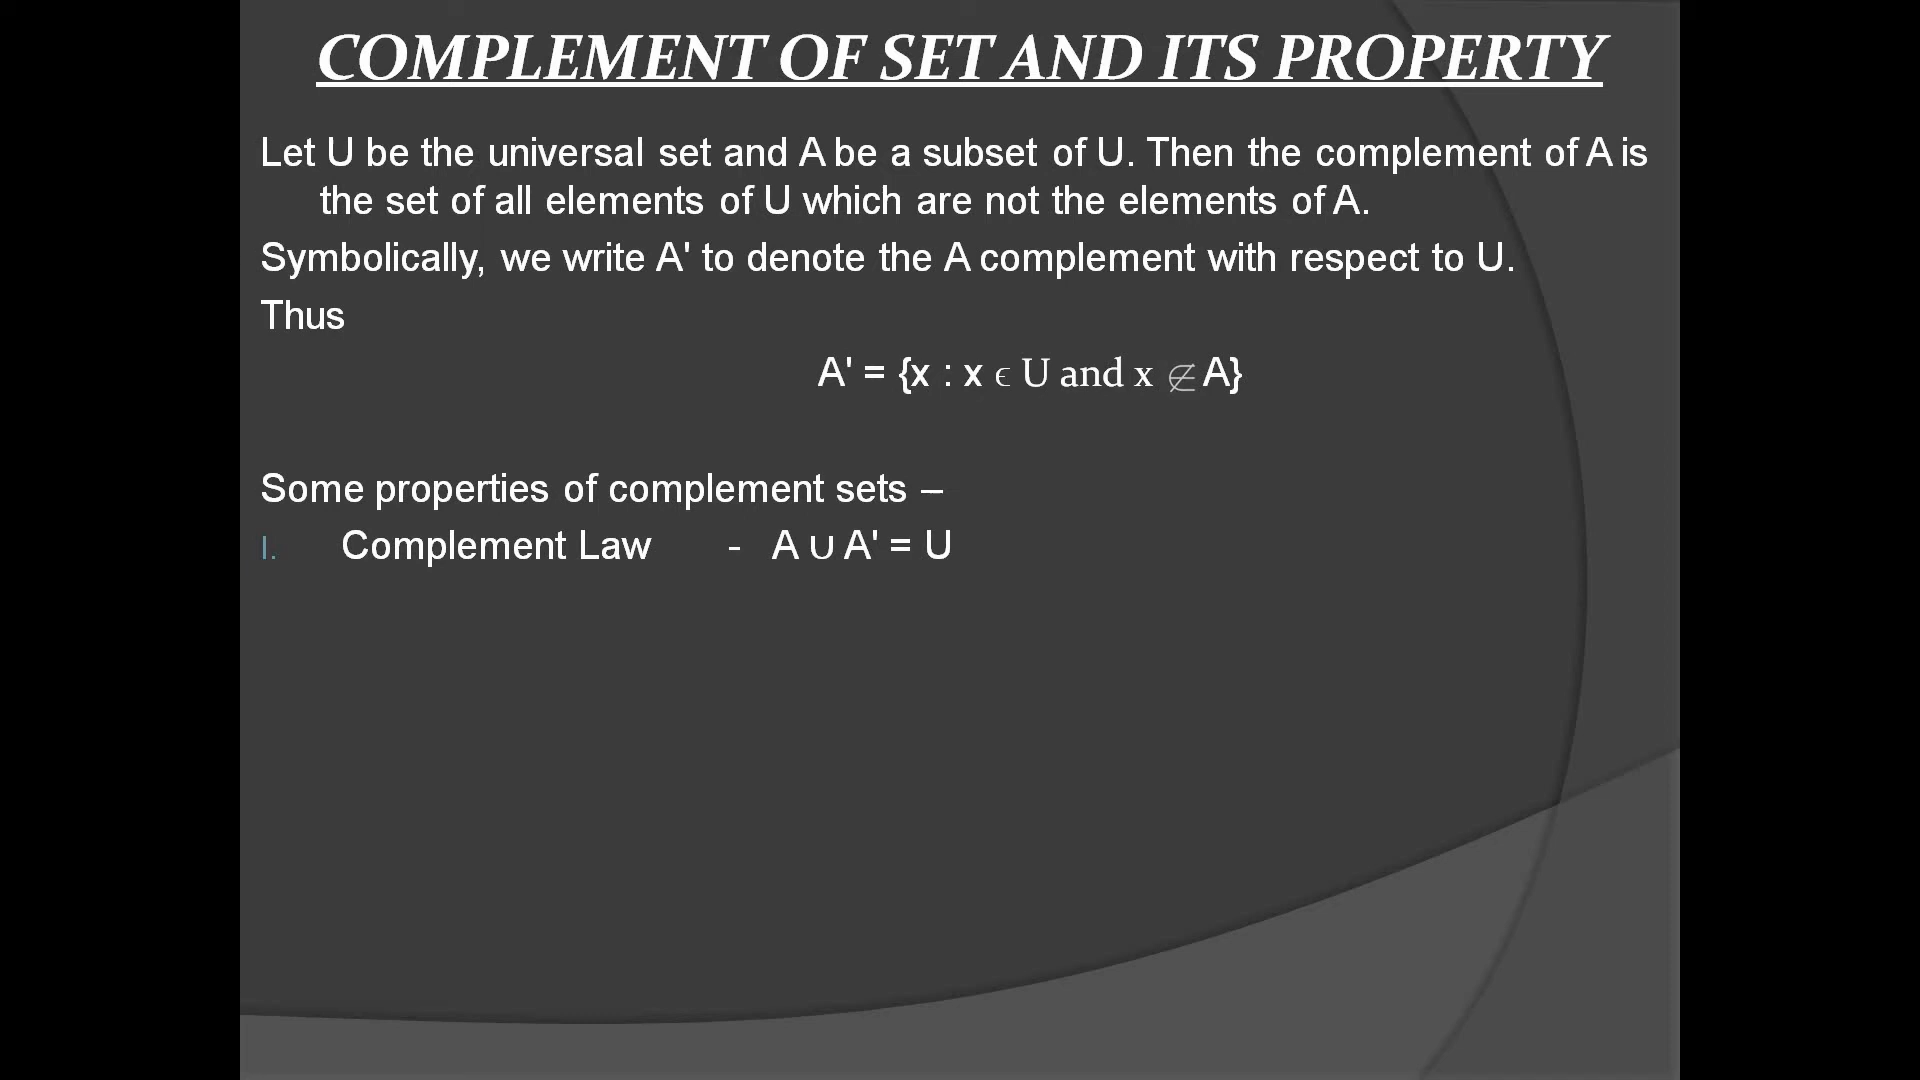 COMPLEMENT OF SET AND ITS PROPERTY
Let U be the universal set and A be a subset of U. Then the complement of A is
the set of all elements of U which are not the elements of A.
Symbolically, we write A' to denote the A complement with respect to U.
Thus
A' = {x : x ϵ U and x ∉ A}
Some properties of complement sets –
I. Complement Law - A ∪ A' = U